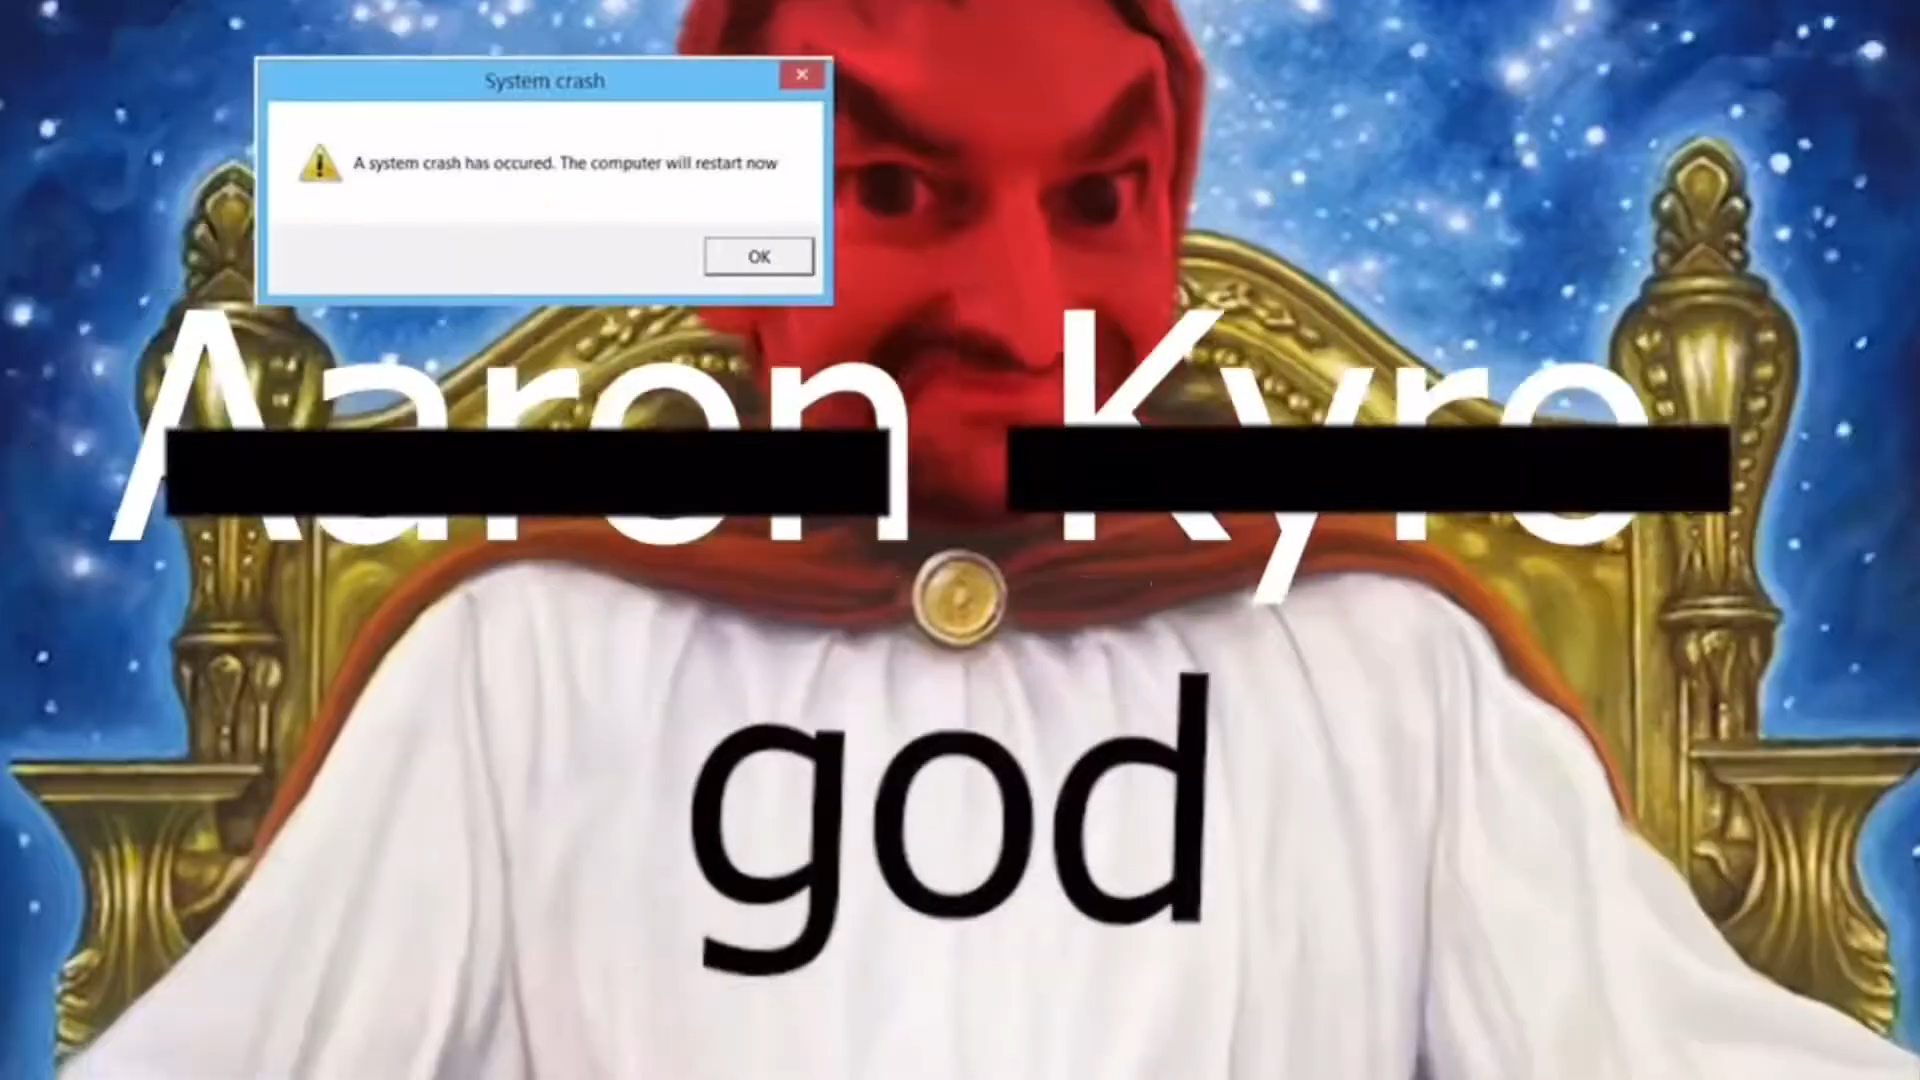 System crash
A system crash has occured. The computer will restart now
OK
Aaron Kyro
god